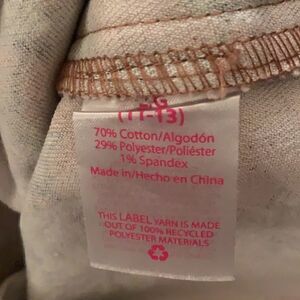 (11-13)
70% Cotton/Algodón
29% Polyester/Poliéster
1% Spandex
Made in/Hecho en China
THIS LABEL YARN IS MADE
OUT OF 100% RECYCLED
POLYESTER MATERIALS